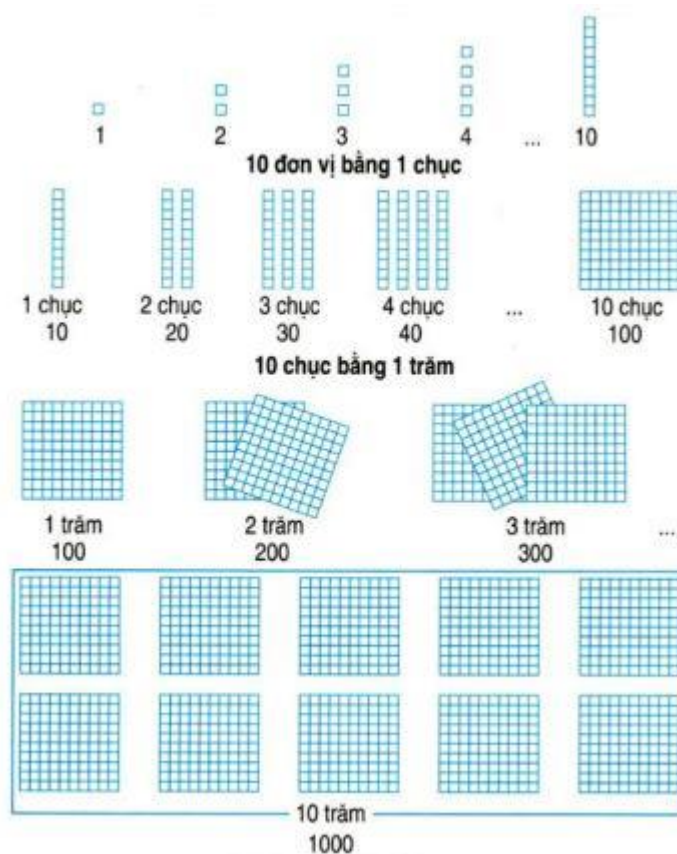 1 2 3 4 ... 10
10 đơn vị bằng 1 chục
1 chục 2 chục 3 chục 4 chục ... 10 chục
10 20 30 40 100
10 chục bằng 1 trăm
1 trăm 2 trăm 3 trăm ...
100 200 300
10 trăm
1000